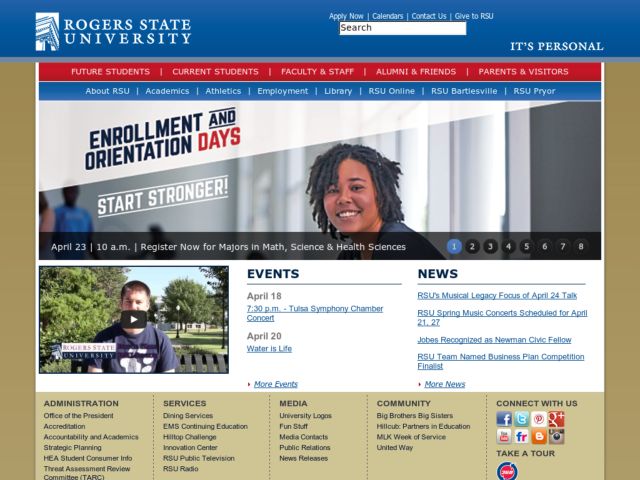 ROGERS STATE
UNIVERSITY
Apply Now | Calendars | Contact Us | Give to RSU
Search
IT'S PERSONAL
FUTURE STUDENTS | CURRENT STUDENTS | FACULTY & STAFF | ALUMNI & FRIENDS | PARENTS & VISITORS
About RSU | Academics | Athletics | Employment | Library | RSU Online | RSU Bartlesville | RSU Pryor
ENROLLMENT AND
ORIENTATION DAYS
START STRONGER!
April 23 | 10 a.m. | Register Now for Majors in Math, Science & Health Sciences
1 2 3 4 5 6 7 8
ROGERS STATE
UNIVERSITY
EVENTS
April 18
7:30 p.m. - Tulsa Symphony Chamber
Concert
April 20
Water is Life
More Events
NEWS
RSU's Musical Legacy Focus of April 24 Talk
RSU Spring Music Concerts Scheduled for April
21, 27
Jobes Recognized as Newman Civic Fellow
RSU Team Named Business Plan Competition
Finalist
More News
ADMINISTRATION
Office of the President
Accreditation
Accountability and Academics
Strategic Planning
HEA Student Consumer Info
Threat Assessment Review
Committee (TARC)
SERVICES
Dining Services
EMS Continuing Education
Hilltop Challenge
Innovation Center
RSU Public Television
RSU Radio
MEDIA
University Logos
Fun Stuff
Media Contacts
Public Relations
News Releases
COMMUNITY
Big Brothers Big Sisters
Hillcub: Partners in Education
MLK Week of Service
United Way
CONNECT WITH US
TAKE A TOUR